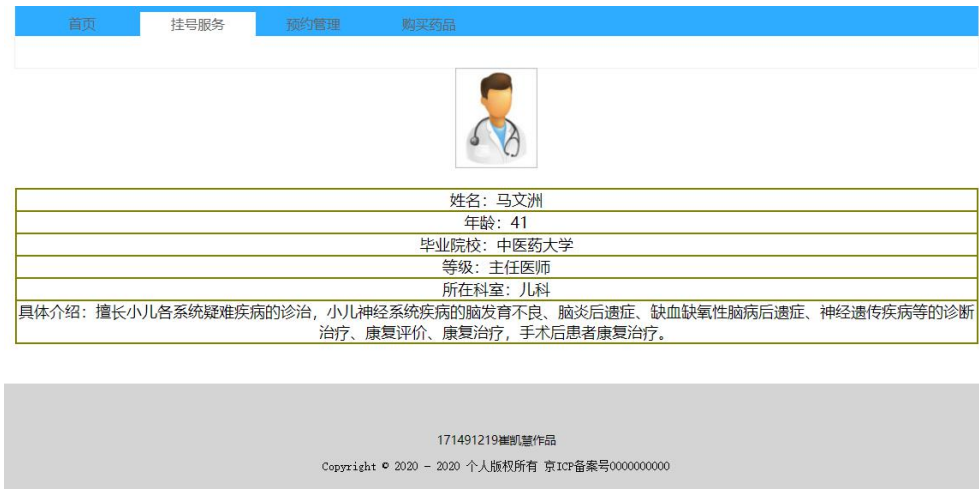 首页 挂号服务 预约管理 购买药品
姓名：马文洲
年龄：41
毕业院校：中医药大学
等级：主任医师
所在科室：儿科
具体介绍：擅长小儿各系统疑难疾病的诊治，小儿神经系统疾病的脑发育不良、脑炎后遗症、缺血缺氧性脑病后遗症、神经遗传疾病等的诊断
治疗、康复评价、康复治疗，手术后患者康复治疗。
171491219崔凯慧作品
Copyright © 2020 - 2020 个人版权所有 京ICP备案号0000000000